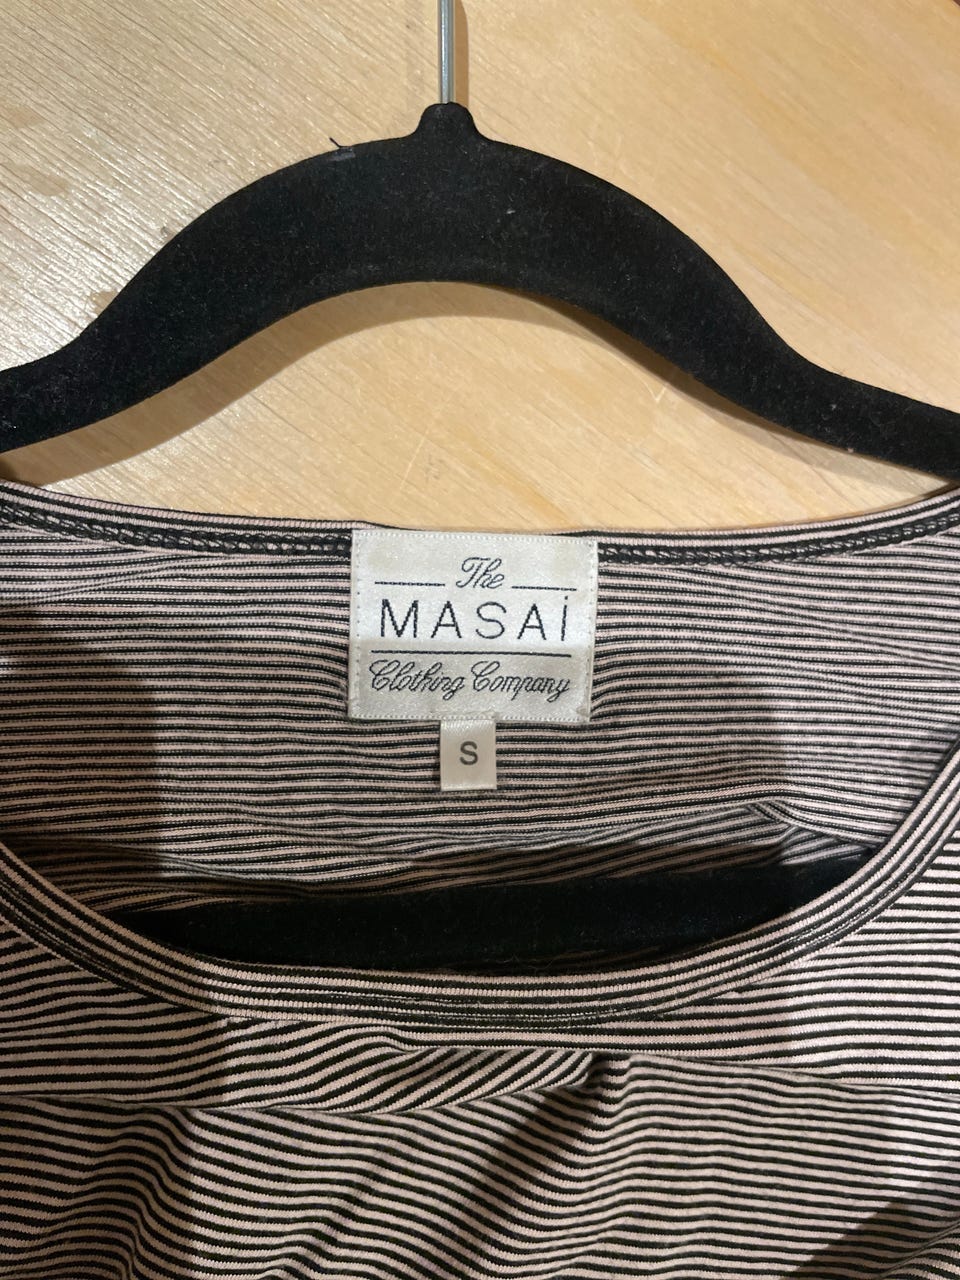 The
MASAi
Clothing Company
S